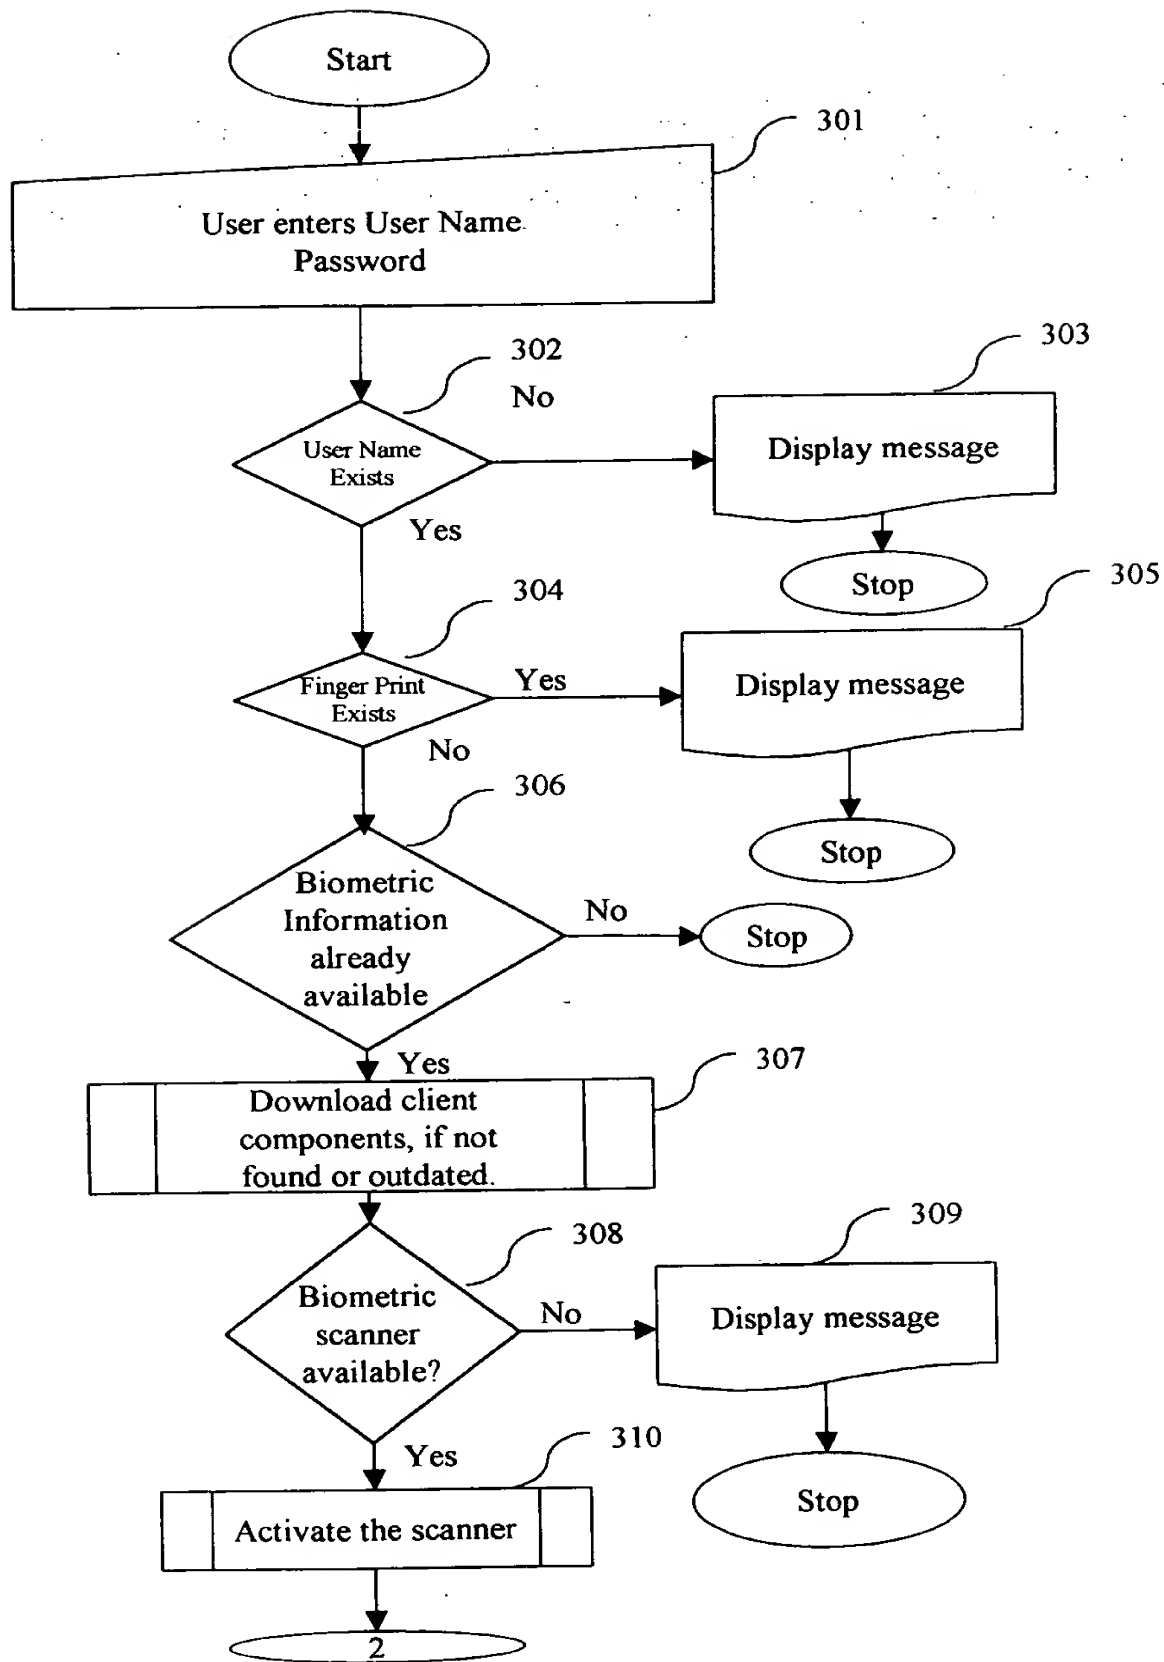 Start
301
User enters User Name
Password
302
No
303
User Name
Exists
Display message
Yes
Stop
304
305
Finger Print
Exists
Yes
Display message
No
306
Stop
Biometric
Information
already
available
No
Stop
Yes
307
Download client
components, if not
found or outdated.
308
309
Biometric
scanner
available?
No
Display message
Yes
310
Stop
Activate the scanner
2